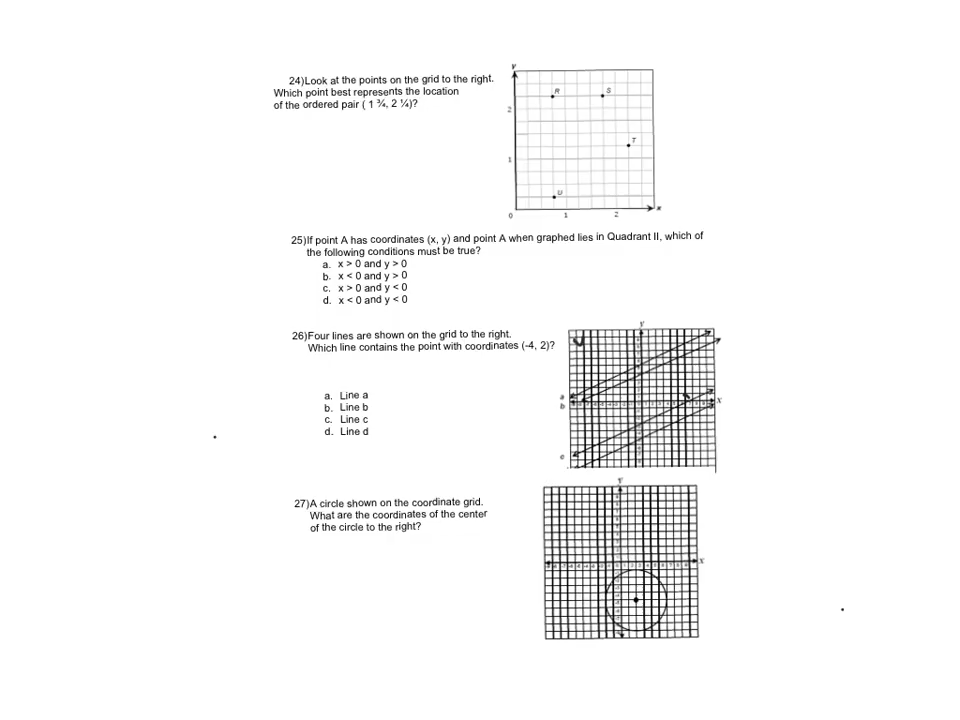 24)Look at the points on the grid to the right.
Which point best represents the location
of the ordered pair ( 1 ¾, 2 ¼)?
y
R
S
2
T
1
U
0
1
2
x
25)If point A has coordinates (x, y) and point A when graphed lies in Quadrant II, which of
the following conditions must be true?
a. x > 0 and y > 0
b. x < 0 and y > 0
c. x > 0 and y < 0
d. x < 0 and y < 0
26)Four lines are shown on the grid to the right.
Which line contains the point with coordinates (-4, 2)?
y
a
b
x
c
a. Line a
b. Line b
c. Line c
d. Line d
27)A circle shown on the coordinate grid.
What are the coordinates of the center
of the circle to the right?
y
x